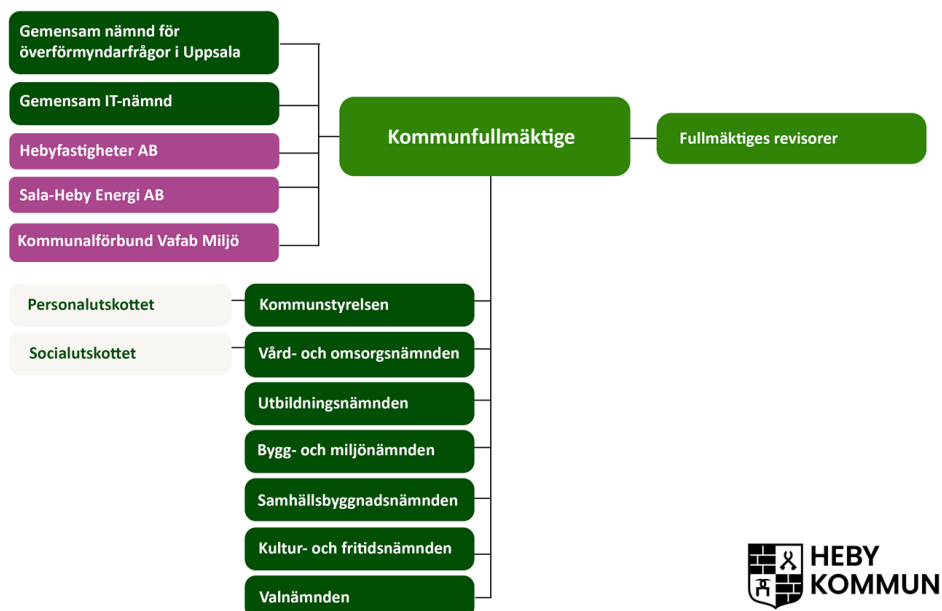 Gemensam nämnd för
överförmyndarfrågor i Uppsala
Gemensam IT-nämnd
Hebyfastigheter AB
Sala-Heby Energi AB
Kommunalförbund Vafab Miljö
Kommunfullmäktige
Fullmäktiges revisorer
Personalutskottet
Kommunstyrelsen
Socialutskottet
Vård- och omsorgsnämnden
Utbildningsnämnden
Bygg- och miljönämnden
Samhällsbyggnadsnämnden
Kultur- och fritidsnämnden
Valnämnden
HEBY
KOMMUN